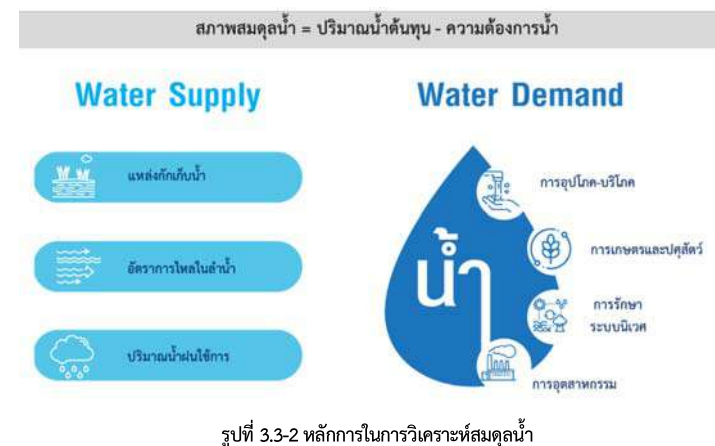 สภาพสมดุลน้ำ = ปริมาณน้ำต้นทุน - ความต้องการน้ำ
Water Supply
แหล่งกักเก็บน้ำ
อัตราการไหลในลำน้ำ
ปริมาณน้ำฝนใช้การ
Water Demand
น้ำ
การอุปโภค-บริโภค
การเกษตรและปศุสัตว์
การรักษา
ระบบนิเวศ
การอุตสาหกรรม
รูปที่ 3.3-2 หลักการในการวิเคราะห์สมดุลน้ำ